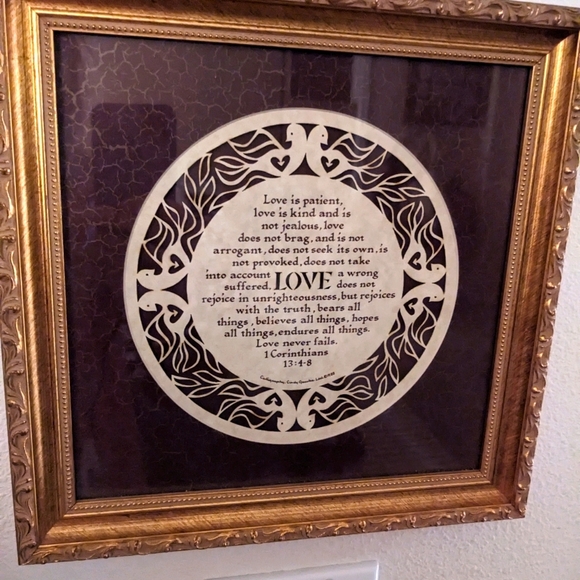 Love is patient,
love is kind and is
not jealous, love
does not brag, and is not
arrogant, does not seek its own, is
not provoked, does not take
into account LOVE a wrong
suffered, does not
rejoice in unrighteousness, but rejoices
with the truth, bears all
things, believes all things, hopes
all things, endures all things.
Love never fails.
1 Corinthians
13:4-8